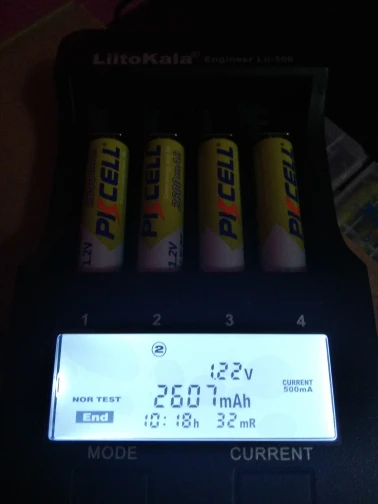 LiitoKala® Engineer Lii-500
PKCELL
1.2V
PKCELL
1.2V
PKCELL
PKCELL
1 2 3 4
2
1.22v
CURRENT
500mA
NOR TEST
2607mAh
End
10:18h 32mR
MODE CURRENT